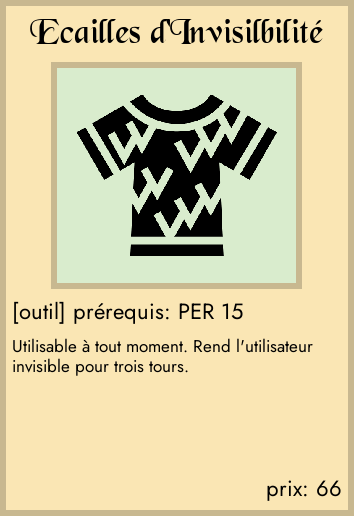 Ecailles d'Invisilbilité
[outil] prérequis: PER 15
Utilisable à tout moment. Rend l'utilisateur
invisible pour trois tours.
prix: 66